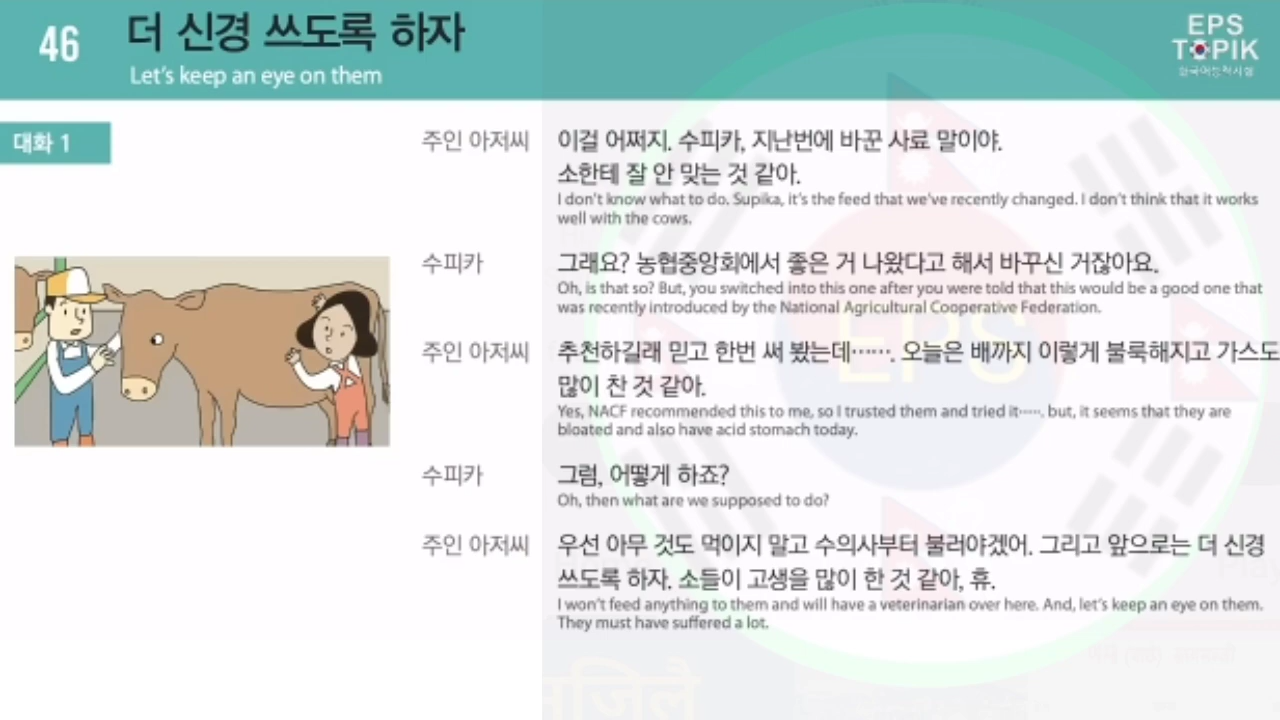 46
더 신경 쓰도록 하자
Let's keep an eye on them
EPS
TOPIK
한국어능력시험
대화 1
주인 아저씨
이걸 어쩌지. 수피카, 지난번에 바꾼 사료 말이야.
소한테 잘 안 맞는 것 같아.
I don't know what to do. Supika, it's the feed that we've recently changed. I don't think that it works
well with the cows.
수피카
그래요? 농협중앙회에서 좋은 거 나왔다고 해서 바꾸신 거잖아요.
Oh, is that so? But, you switched into this one after you were told that this would be a good one that
was recently introduced by the National Agricultural Cooperative Federation.
주인 아저씨
추천하길래 믿고 한번 써 봤는데……. 오늘은 배까지 이렇게 불룩해지고 가스도
많이 찬 것 같아.
Yes, NACF recommended this to me, so I trusted them and tried it……. but, it seems that they are
bloated and also have acid stomach today.
수피카
그럼, 어떻게 하죠?
Oh, then what are we supposed to do?
주인 아저씨
우선 아무 것도 먹이지 말고 수의사부터 불러야겠어. 그리고 앞으로는 더 신경
쓰도록 하자. 소들이 고생을 많이 한 것 같아, 휴.
I won't feed anything to them and will have a veterinarian over here. And, let's keep an eye on them.
They must have suffered a lot.
EPS